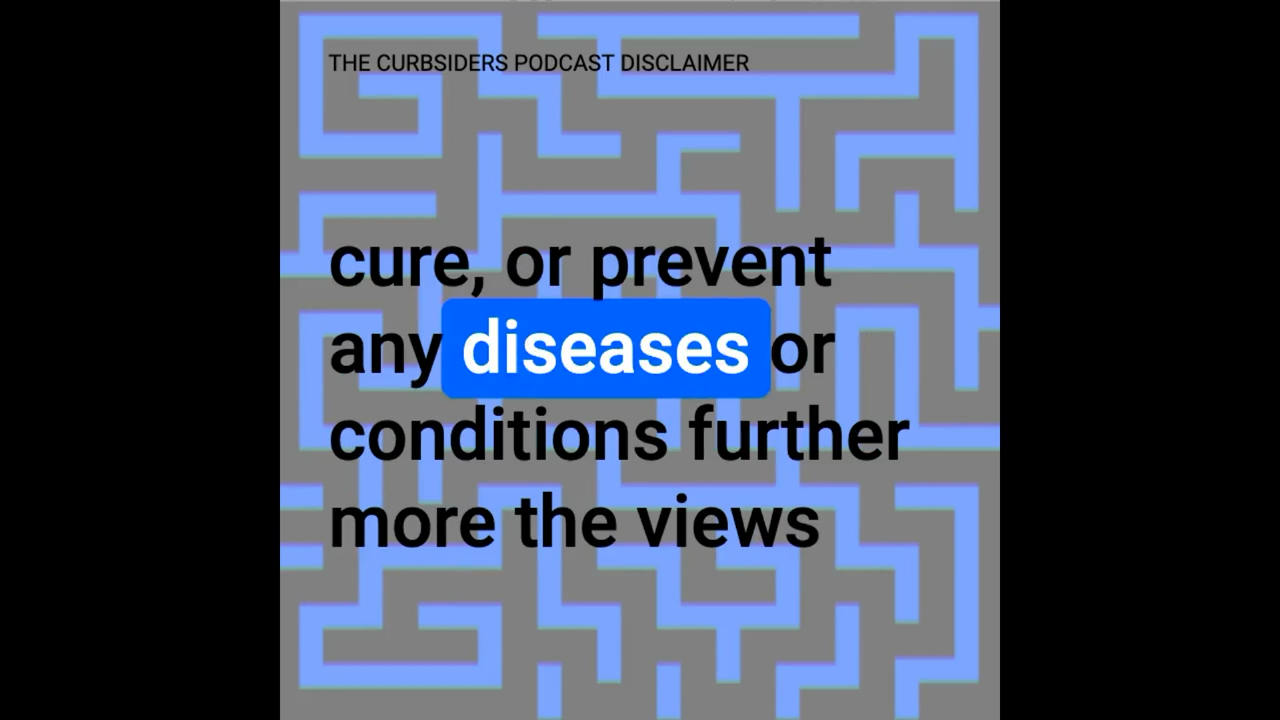 THE CURBSIDERS PODCAST DISCLAIMER
cure, or prevent
any diseases or
conditions further
more the views